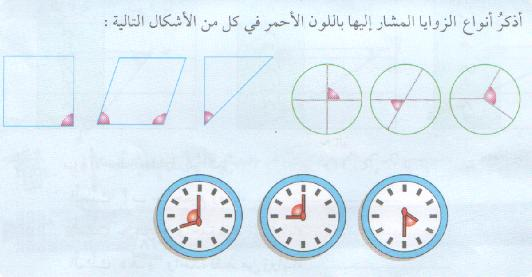 أذكرُ أنواع الزوايا المشار إليها باللون الأحمر في كل من الأشكال التالية :